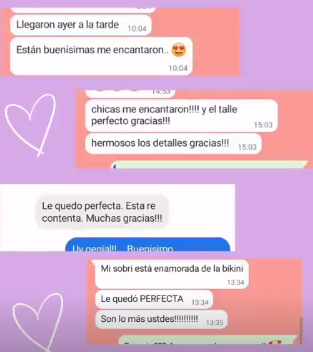 Llegaron ayer a la tarde 10:04
Están buenísimas me encantaron.. 😍
10:04
14:53
chicas me encantaron!!!! y el talle
perfecto gracias!!!
15:03
hermosos los detalles gracias!!! 15:03
Le quedo perfecta. Esta re
contenta. Muchas gracias!!!
Uy genial!! Buenisimo
Mi sobri está enamorada de la bikini
13:34
Le quedó PERFECTA 13:34
Son lo más ustdes!!!!!!!!!! 13:35